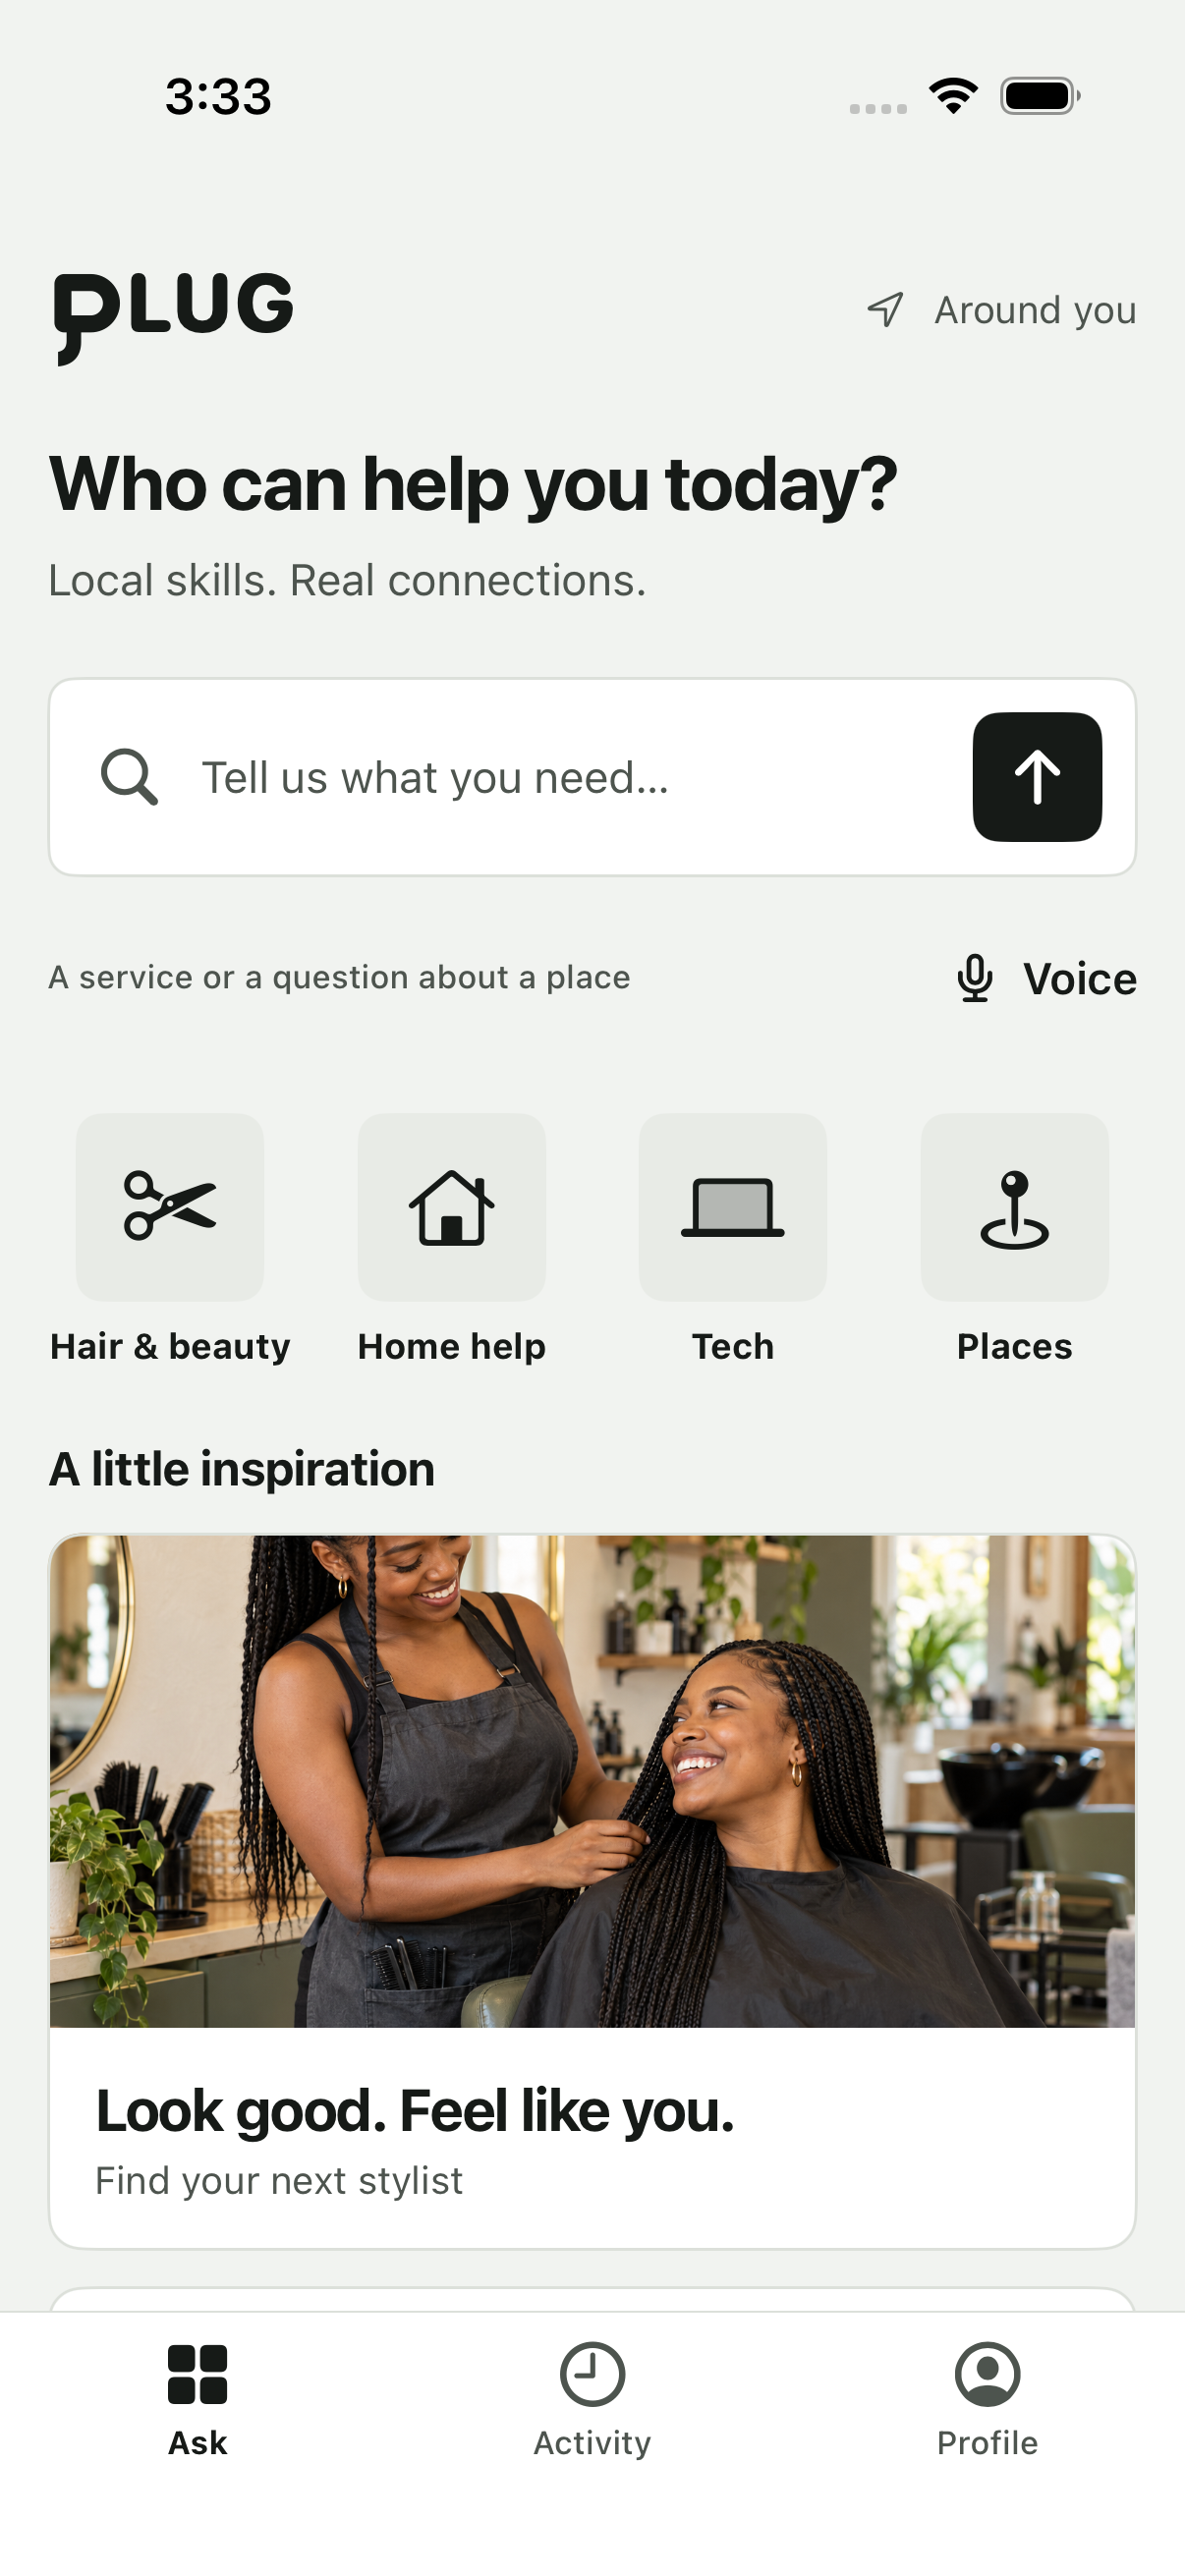 3:33
PLUG
Around you
Who can help you today?
Local skills. Real connections.
Tell us what you need...
A service or a question about a place
Voice
Hair & beauty
Home help
Tech
Places
A little inspiration
Look good. Feel like you.
Find your next stylist
Ask
Activity
Profile